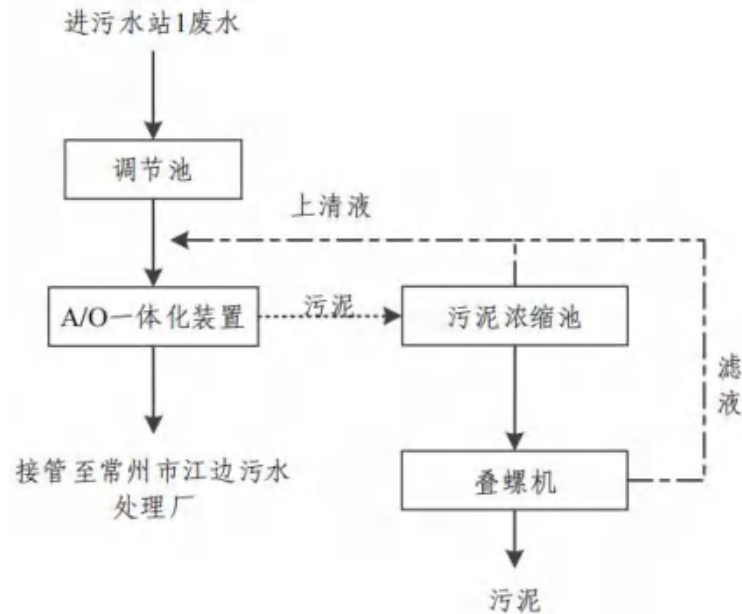 进污水站1废水
调节池
上清液
A/O一体化装置
污泥
污泥浓缩池
滤
液
接管至常州市江边污水
处理厂
叠螺机
污泥